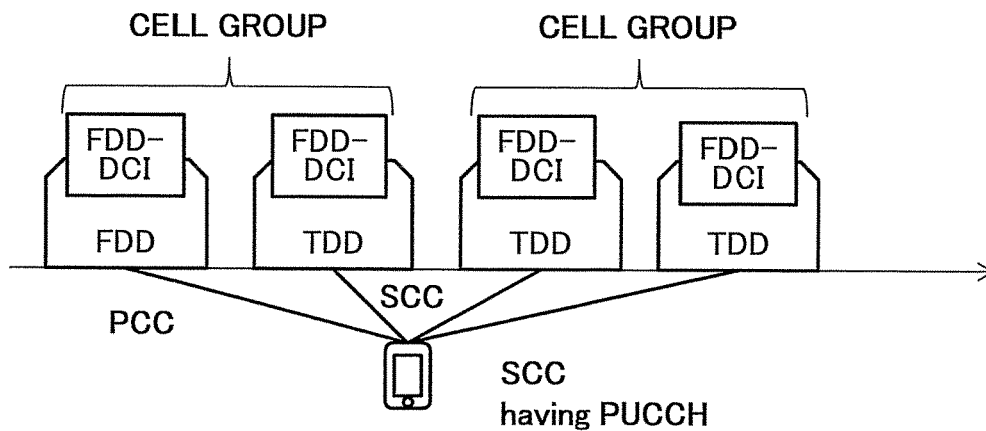 CELL GROUP
CELL GROUP
FDD-
DCI
FDD-
DCI
FDD-
DCI
FDD-
DCI
FDD
TDD
TDD
TDD
SCC
PCC
SCC
having PUCCH